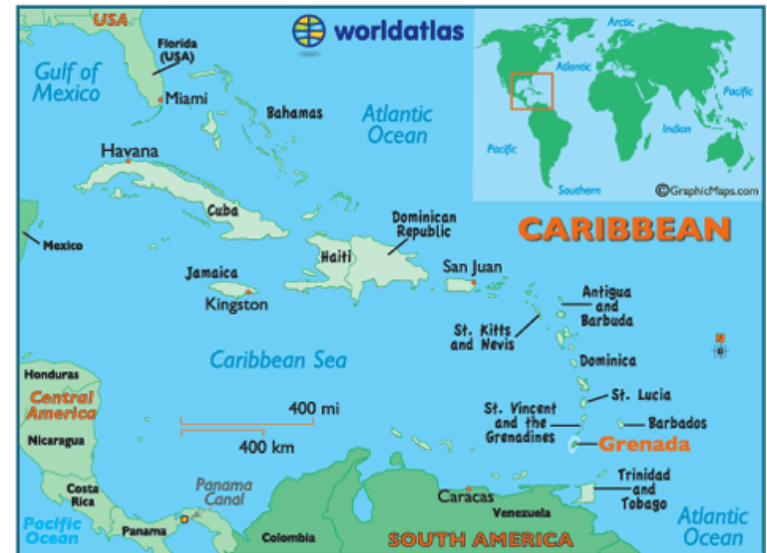 USA
worldatlas
Arctic
Florida
(USA)
Gulf of
Mexico
Atlantic
Miami
Pacific
Bahamas
Atlantic
Ocean
Indian
Pacific
Havana
Southern
©GraphicMaps.com
Cuba
Dominican
Republic
CARIBBEAN
Mexico
Haiti
San Juan
Jamaica
Kingston
Antigua
and
Barbuda
St. Kitts
and Nevis
N
Caribbean Sea
Dominica
Honduras
Central
America
St. Lucia
400 mi
St. Vincent
and the
Grenadines
Barbados
Nicaragua
400 km
Grenada
Trinidad
and
Tobago
Costa
Rica
Panama
Canal
Caracas
Venezuela
Pacific
Ocean
Panama
Colombia
SOUTH AMERICA
Atlantic
Ocean